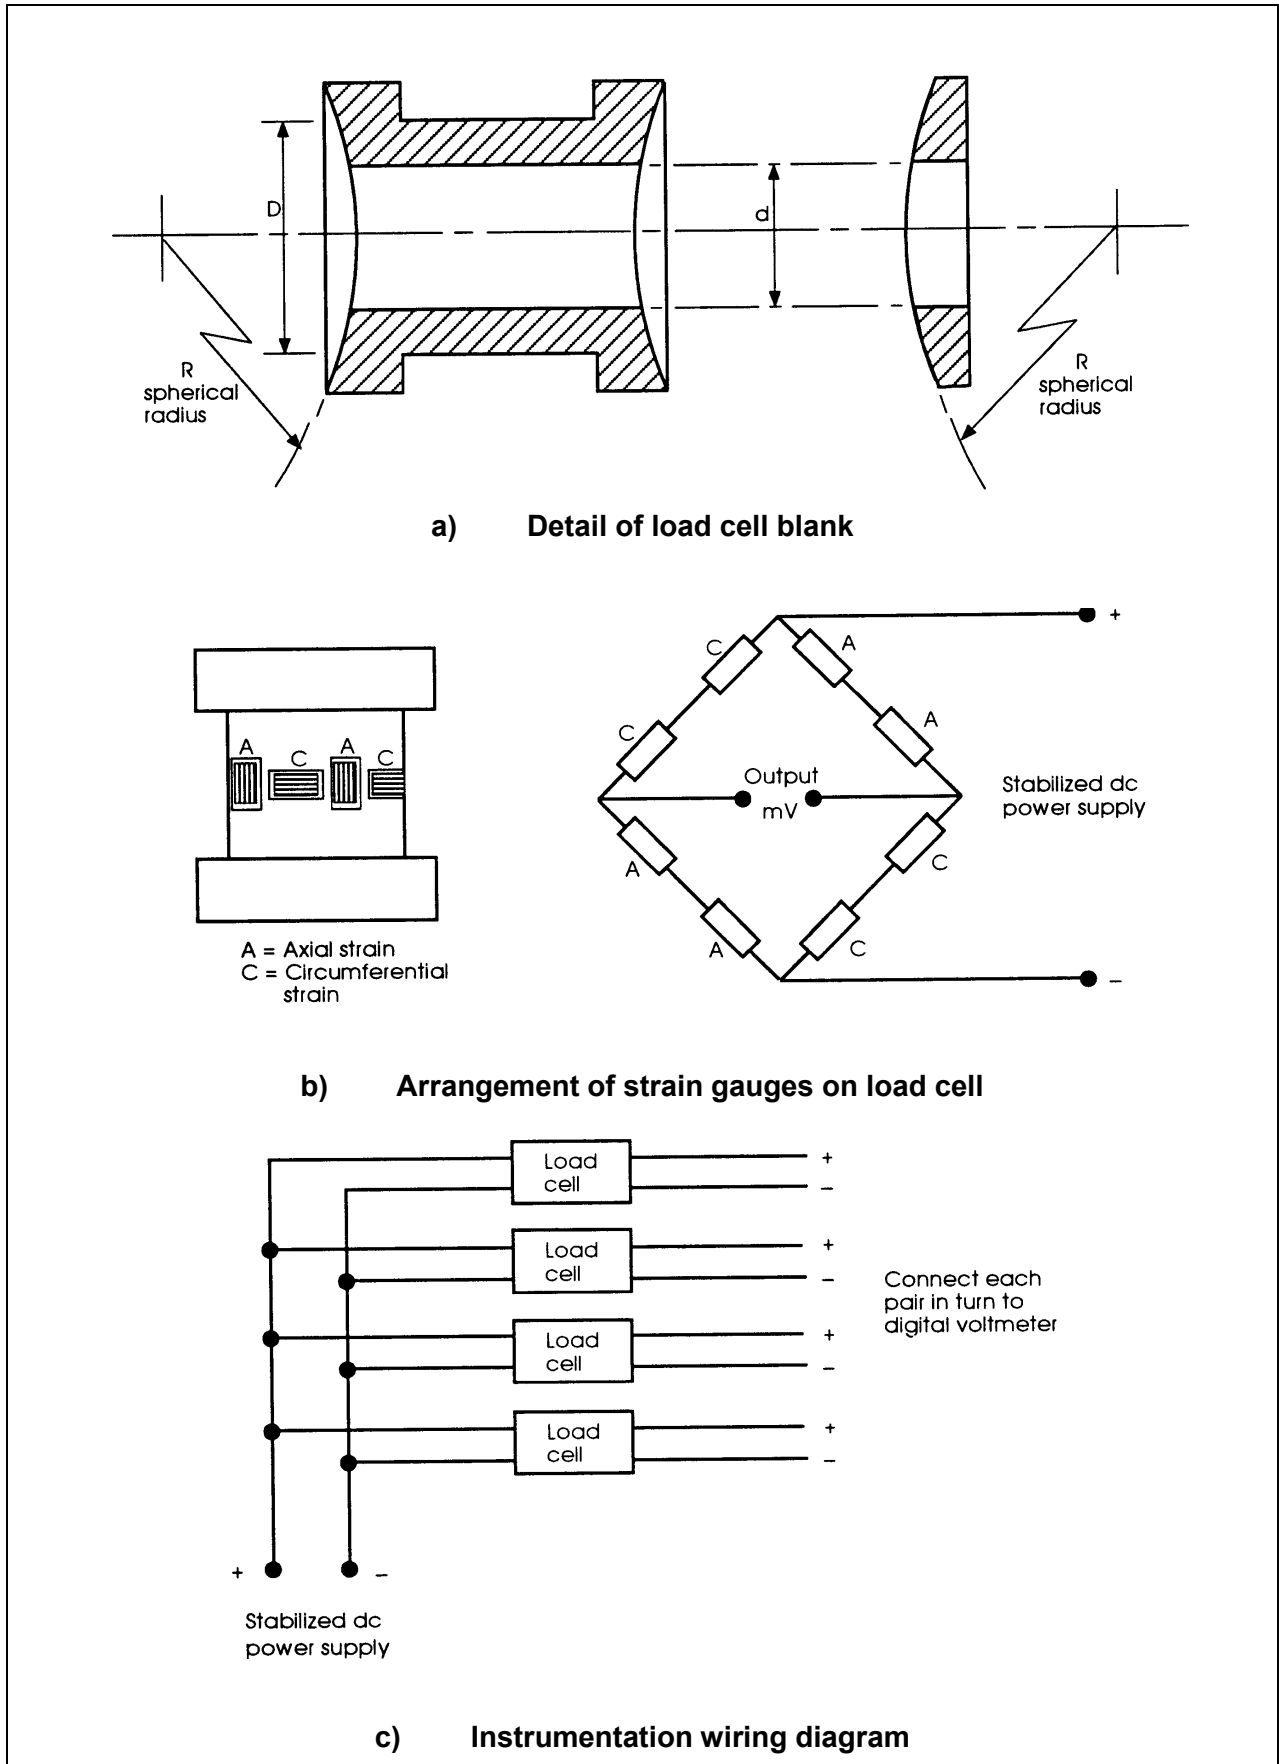 D
d
R
spherical
radius
R
spherical
radius
a) Detail of load cell blank
A
C
A
C
A = Axial strain
C = Circumferential
strain
C
A
C
A
Output
mV
A
C
A
C
+
−
Stabilized dc
power supply
b) Arrangement of strain gauges on load cell
Load
cell
+
−
Load
cell
+
−
Load
cell
+
−
Load
cell
+
−
Connect each
pair in turn to
digital voltmeter
+ −
Stabilized dc
power supply
c) Instrumentation wiring diagram